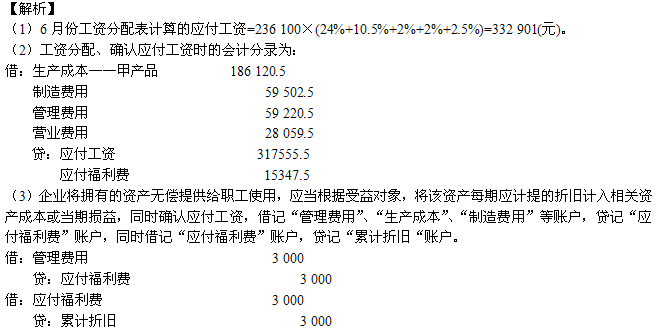 【解析】
（1）6 月份工资分配表计算的应付工资=236 100×(24%+10.5%+2%+2%+2.5%)=332 901(元)。
（2）工资分配、确认应付工资时的会计分录为：
借：生产成本——甲产品 186 120.5
制造费用 59 502.5
管理费用 59 220.5
营业费用 28 059.5
贷：应付工资 317555.5
应付福利费 15347.5
（3）企业将拥有的资产无偿提供给职工使用，应当根据受益对象，将该资产每期应计提的折旧计入相关资
产成本或当期损益，同时确认应付工资，借记“管理费用”、“生产成本”、“制造费用”等账户，贷记“应
付福利费”账户，同时借记“应付福利费”账户，贷记“累计折旧“账户。
借：管理费用 3 000
贷：应付福利费 3 000
借：应付福利费 3 000
贷：累计折旧 3 000